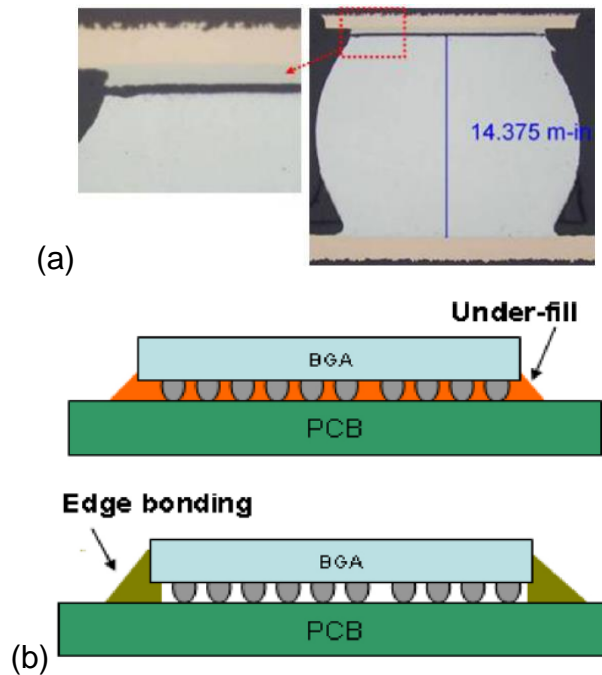 14.375 m-in
(a)
Under-fill
BGA
PCB
Edge bonding
BGA
PCB
(b)